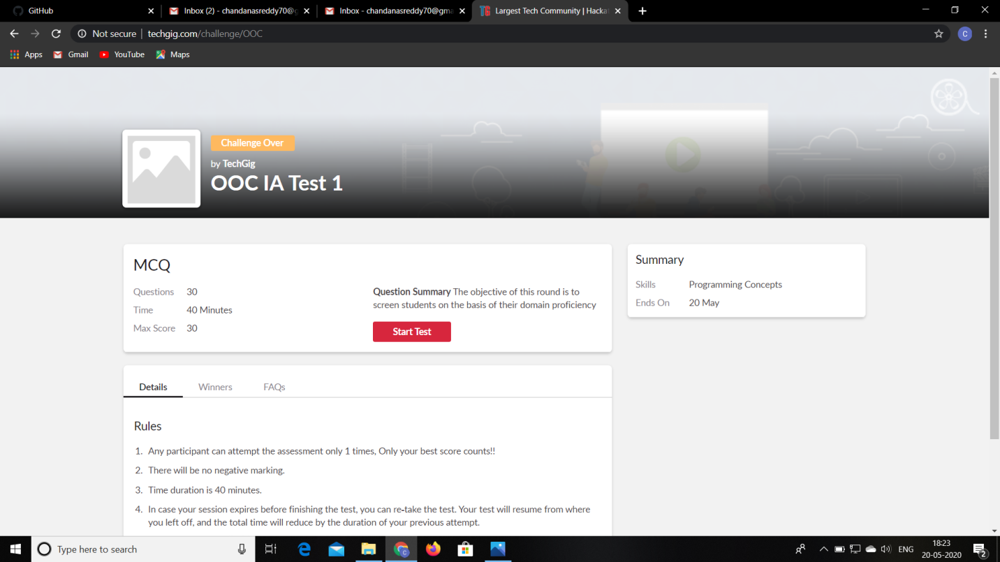 GitHub
Inbox (2) - chandanasreddy70@g
Inbox - chandanasreddy70@gma
TG Largest Tech Community | Hacka
Not secure | techgig.com/challenge/OOC
C
Apps Gmail YouTube Maps
Challenge Over
by TechGig
OOC IA Test 1
MCQ
Questions 30
Time 40 Minutes
Max Score 30
Question Summary The objective of this round is to
screen students on the basis of their domain proficiency
Start Test
Summary
Skills Programming Concepts
Ends On 20 May
Details Winners FAQs
Rules
1. Any participant can attempt the assessment only 1 times, Only your best score counts!!
2. There will be no negative marking.
3. Time duration is 40 minutes.
4. In case your session expires before finishing the test, you can re-take the test. Your test will resume from where
you left off, and the total time will reduce by the duration of your previous attempt.
Type here to search
C
ENG
18:23
20-05-2020
2